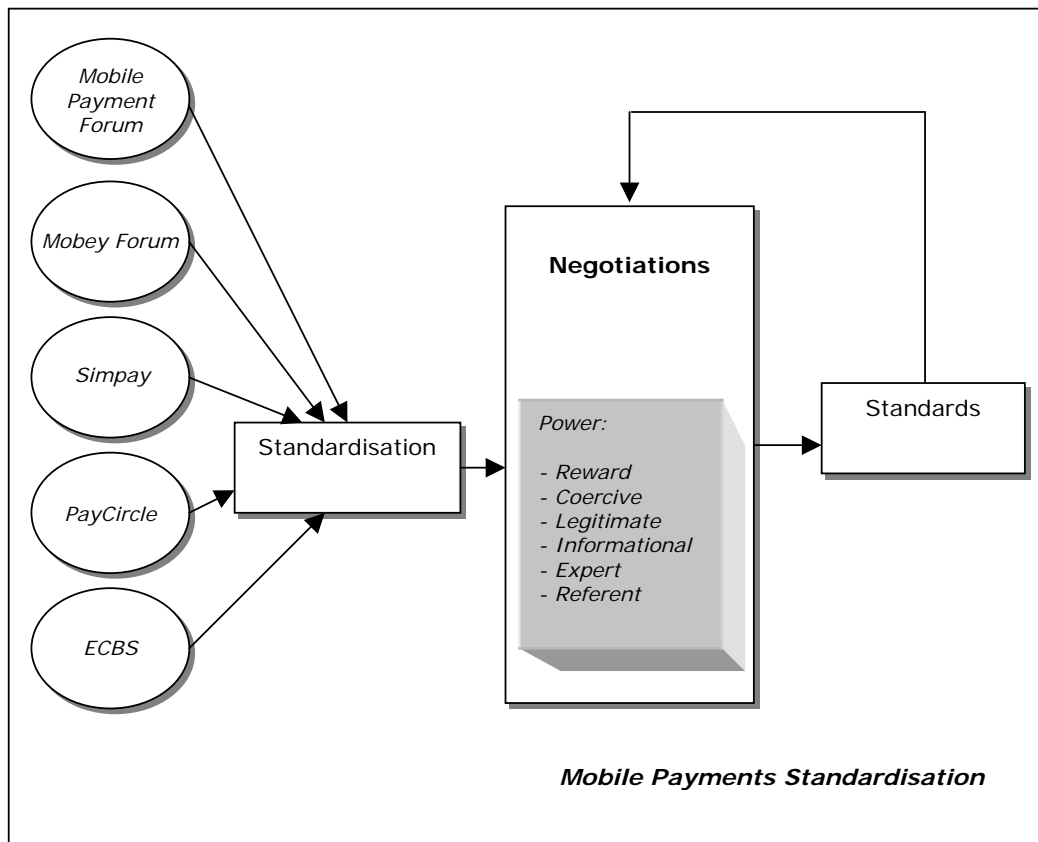 Mobile
Payment
Forum
Mobey Forum
Simpay
PayCircle
ECBS
Standardisation
Negotiations
Power:
- Reward
- Coercive
- Legitimate
- Informational
- Expert
- Referent
Standards
Mobile Payments Standardisation